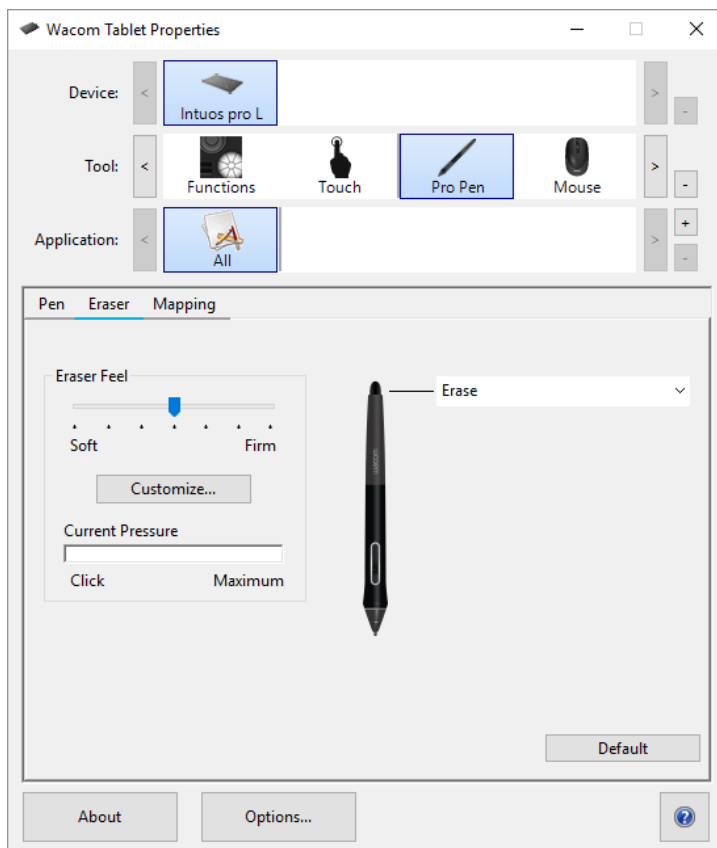 Wacom Tablet Properties
Device:
<
Intuos pro L
>
-
Tool:
<
Functions
Touch
Pro Pen
Mouse
>
-
Application:
<
All
>
+
-
Pen Eraser Mapping
Eraser Feel
Soft Firm
Customize...
Current Pressure
Click Maximum
Erase
wacom
Default
About Options... ?